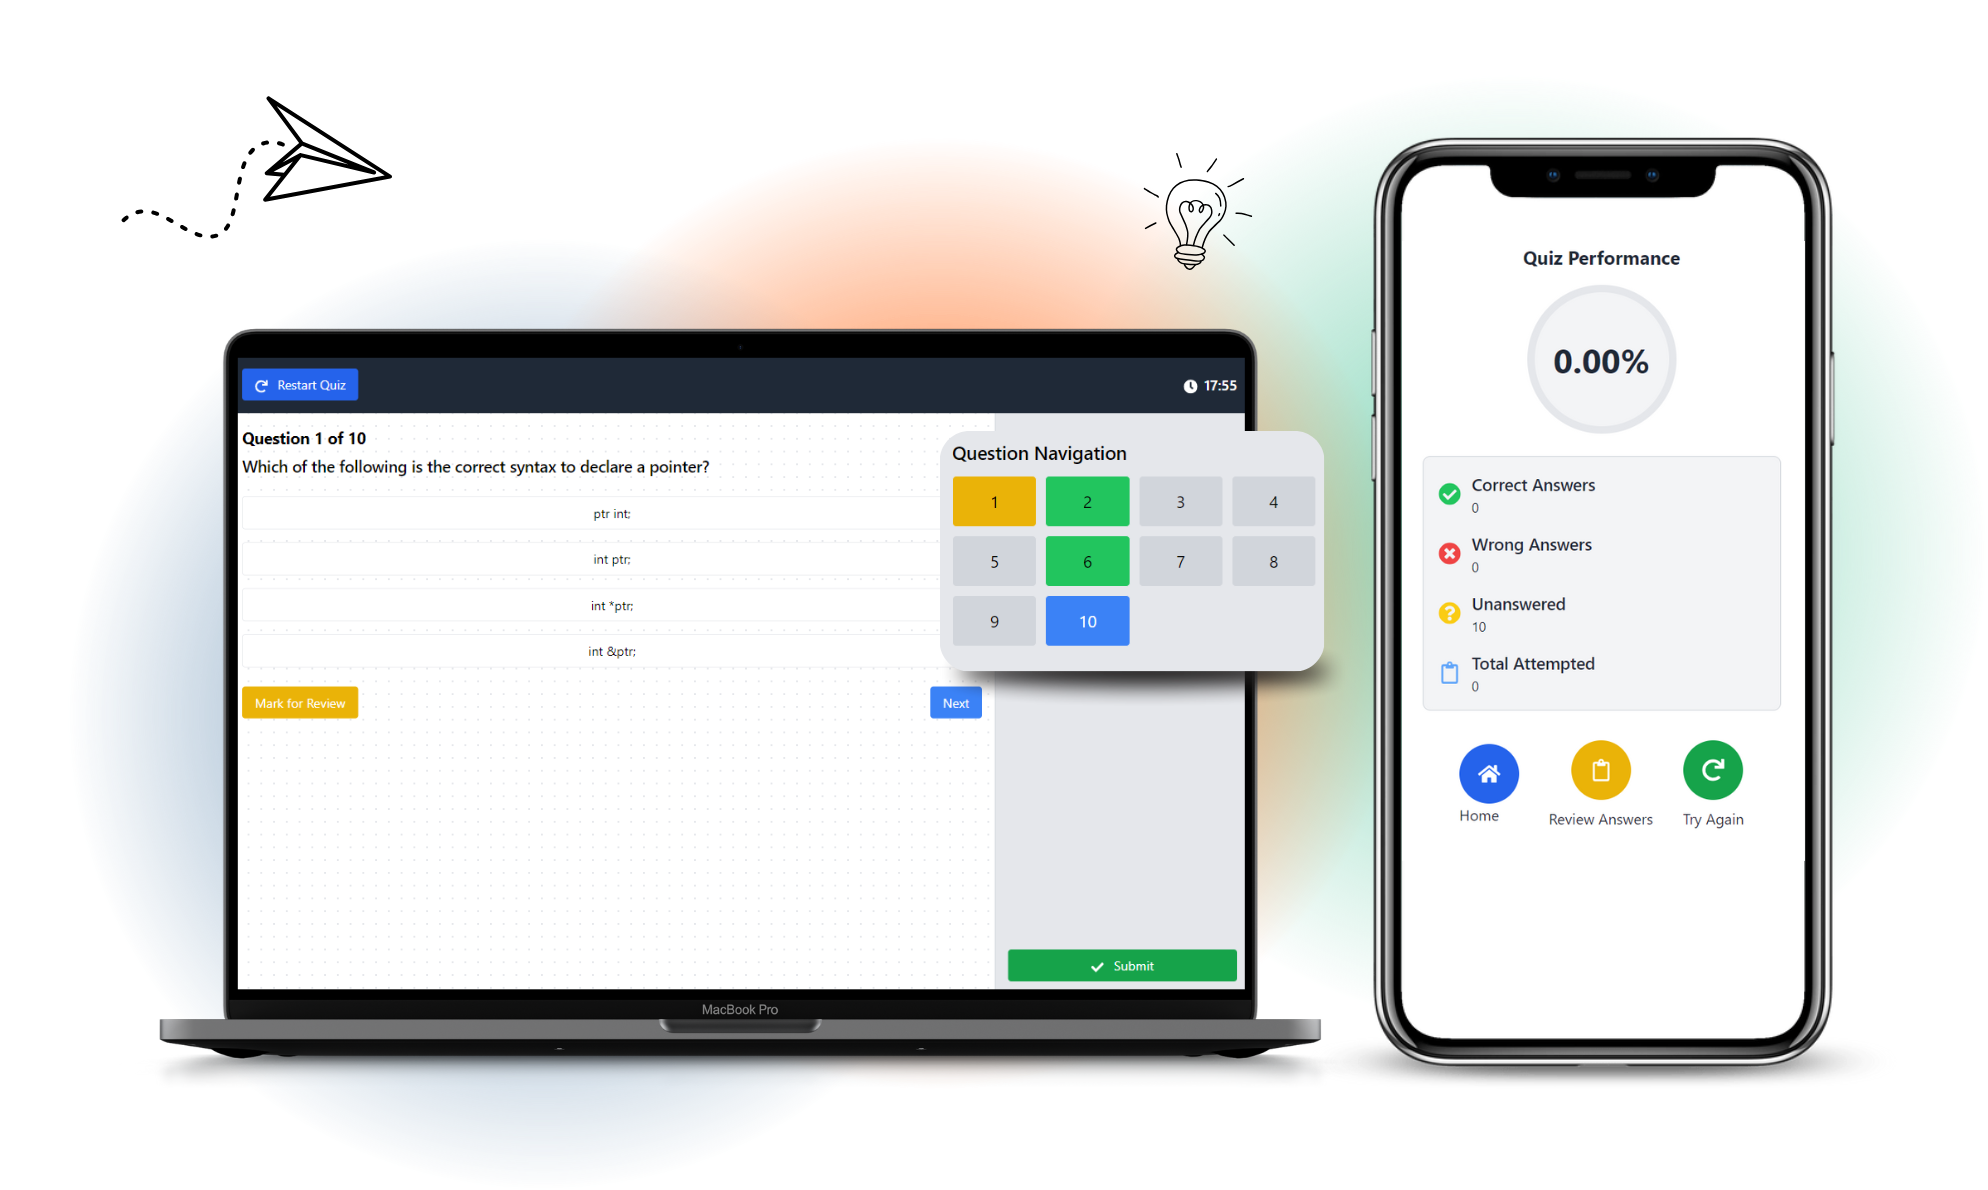 Restart Quiz
17:55
Question 1 of 10
Which of the following is the correct syntax to declare a pointer?
ptr int;
int ptr;
int *ptr;
int &ptr;
Mark for Review
Next
Question Navigation
1 2 3 4
5 6 7 8
9 10
Submit
MacBook Pro
Quiz Performance
0.00%
Correct Answers
0
Wrong Answers
0
Unanswered
10
Total Attempted
0
Home
Review Answers
Try Again